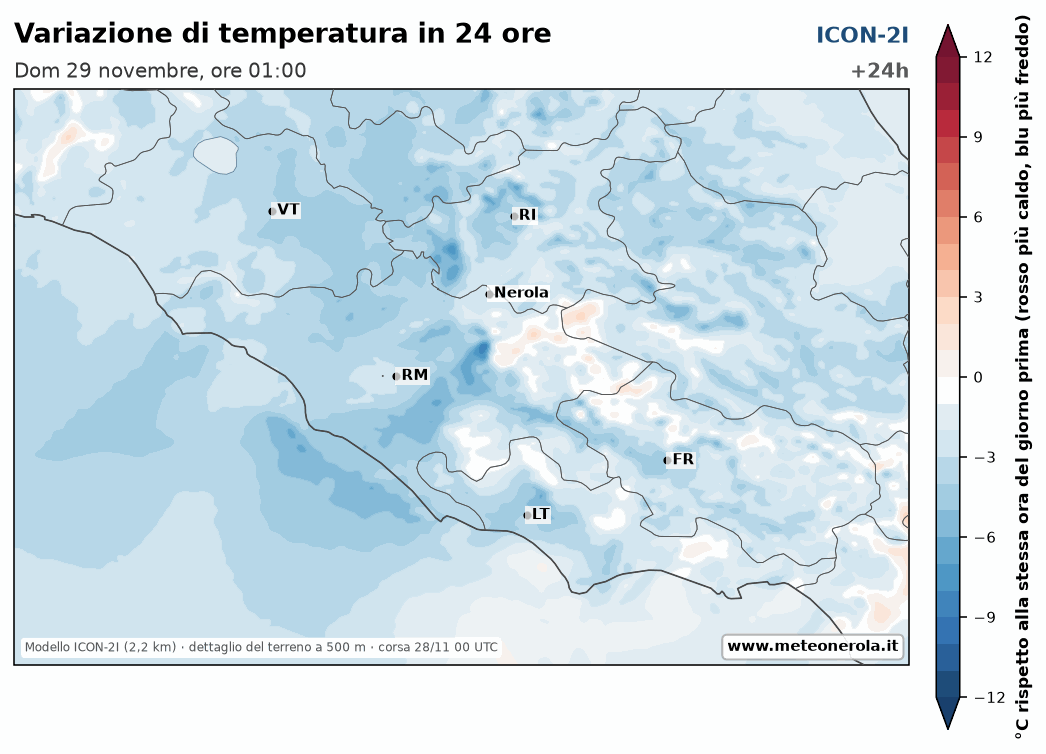 Variazione di temperatura in 24 ore
ICON-2I
Dom 29 novembre, ore 01:00
+24h
VT
RI
Nerola
RM
FR
LT
Modello ICON-2I (2,2 km) · dettaglio del terreno a 500 m · corsa 28/11 00 UTC
www.meteonerola.it
12
9
6
3
0
−3
−6
−9
−12
°C rispetto alla stessa ora del giorno prima (rosso più caldo, blu più freddo)